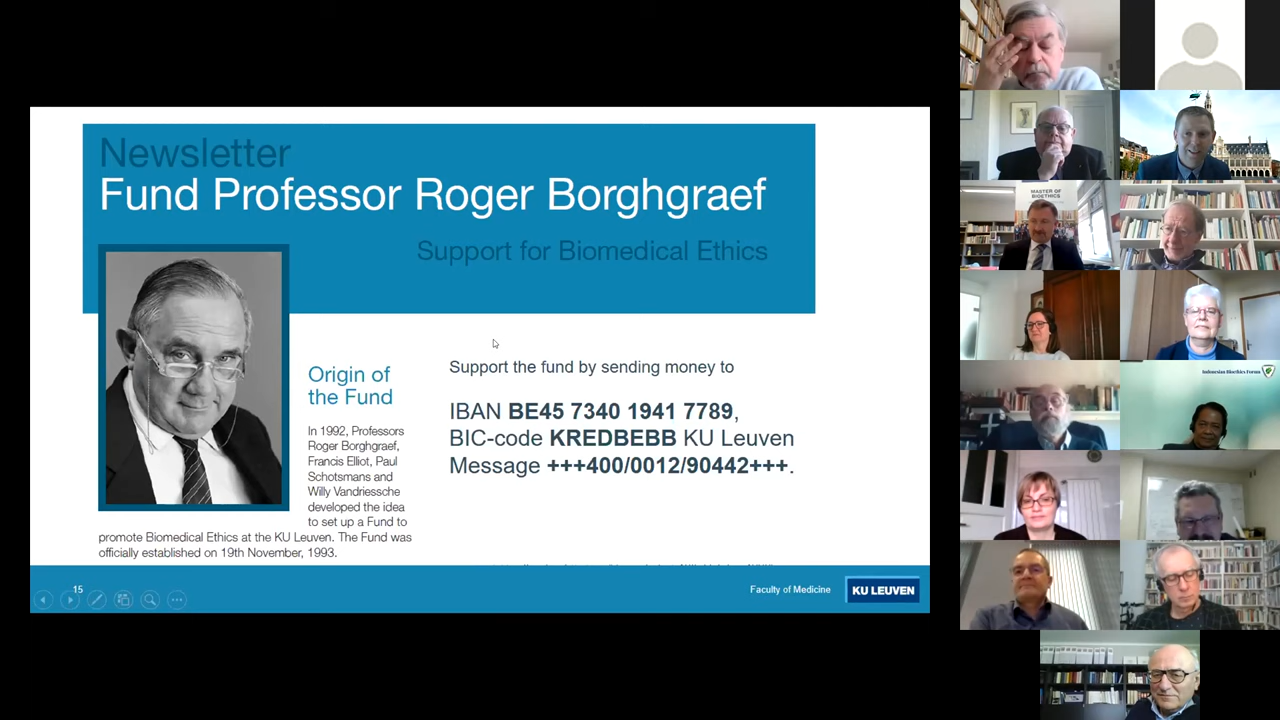 Newsletter
Fund Professor Roger Borghgraef
Support for Biomedical Ethics
Origin of
the Fund
In 1992, Professors
Roger Borghgraef,
Francis Elliot, Paul
Schotsmans and
Willy Vandriessche
developed the idea
to set up a Fund to
promote Biomedical Ethics at the KU Leuven. The Fund was
officially established on 19th November, 1993.
Support the fund by sending money to
IBAN BE45 7340 1941 7789,
BIC-code KREDBEBB KU Leuven
Message +++400/0012/90442+++.
15
Faculty of Medicine
KU LEUVEN
MASTER OF
BIOETHICS
Indonesian Bioethics Forum